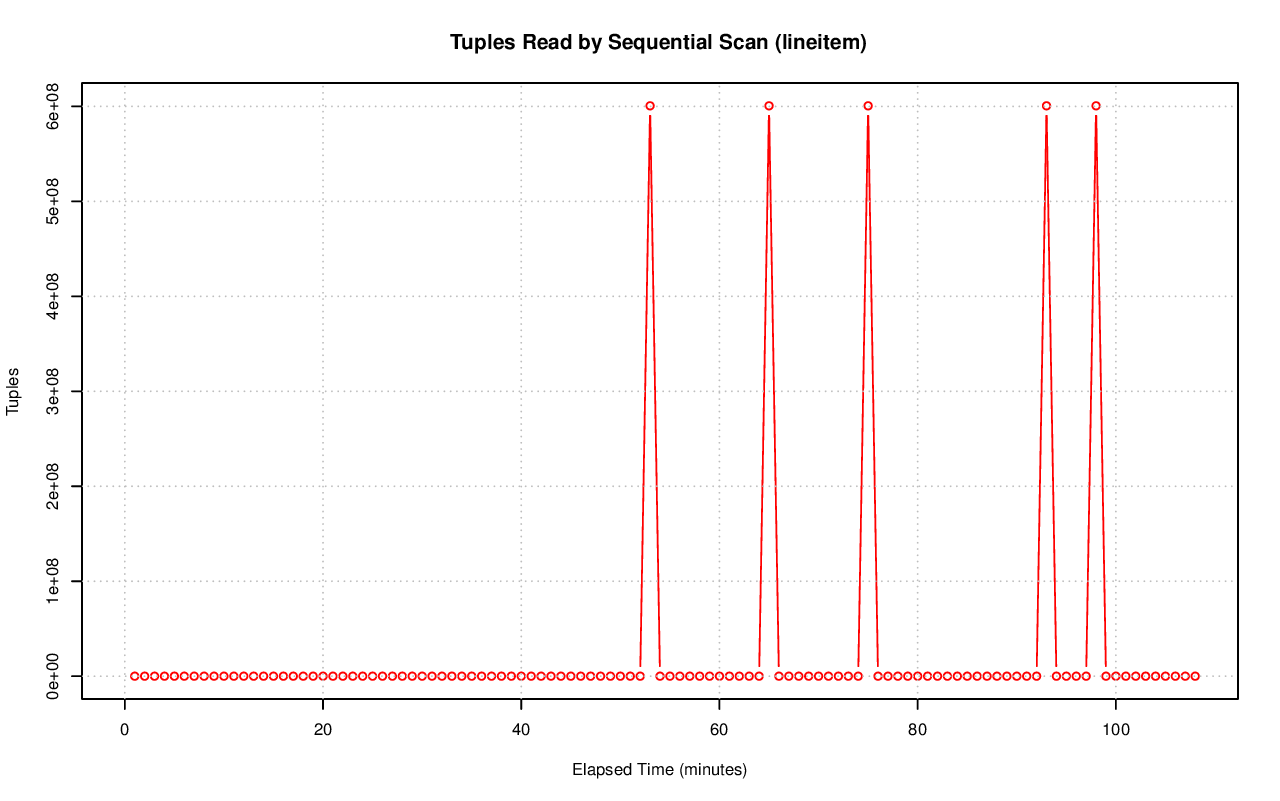 Tuples Read by Sequential Scan (lineitem)
6e+08
5e+08
4e+08
3e+08
2e+08
1e+08
0e+00
Tuples
0 20 40 60 80 100
Elapsed Time (minutes)